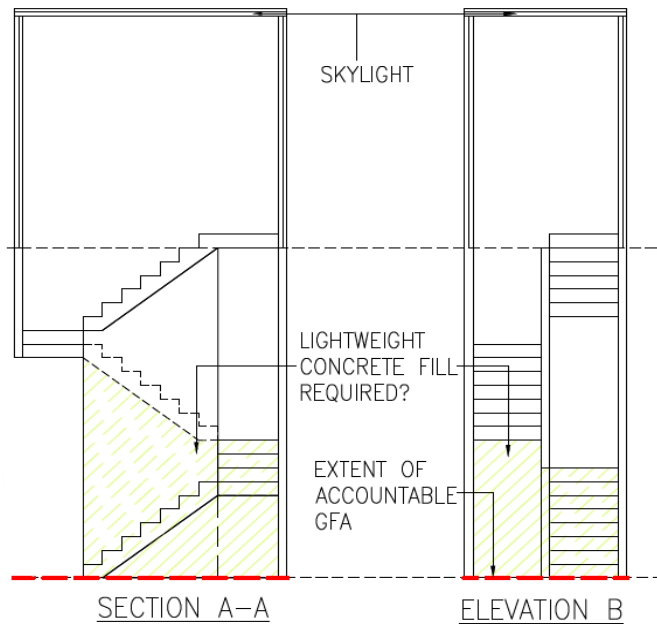 SKYLIGHT
LIGHTWEIGHT
CONCRETE FILL
REQUIRED?
EXTENT OF
ACCOUNTABLE
GFA
SECTION A-A
ELEVATION B